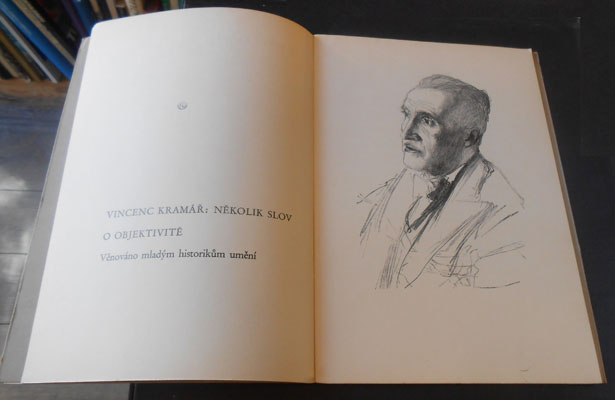 VINCENC KRAMÁŘ: NĚKOLIK SLOV
O OBJEKTIVITĚ
Věnováno mladým historikům umění